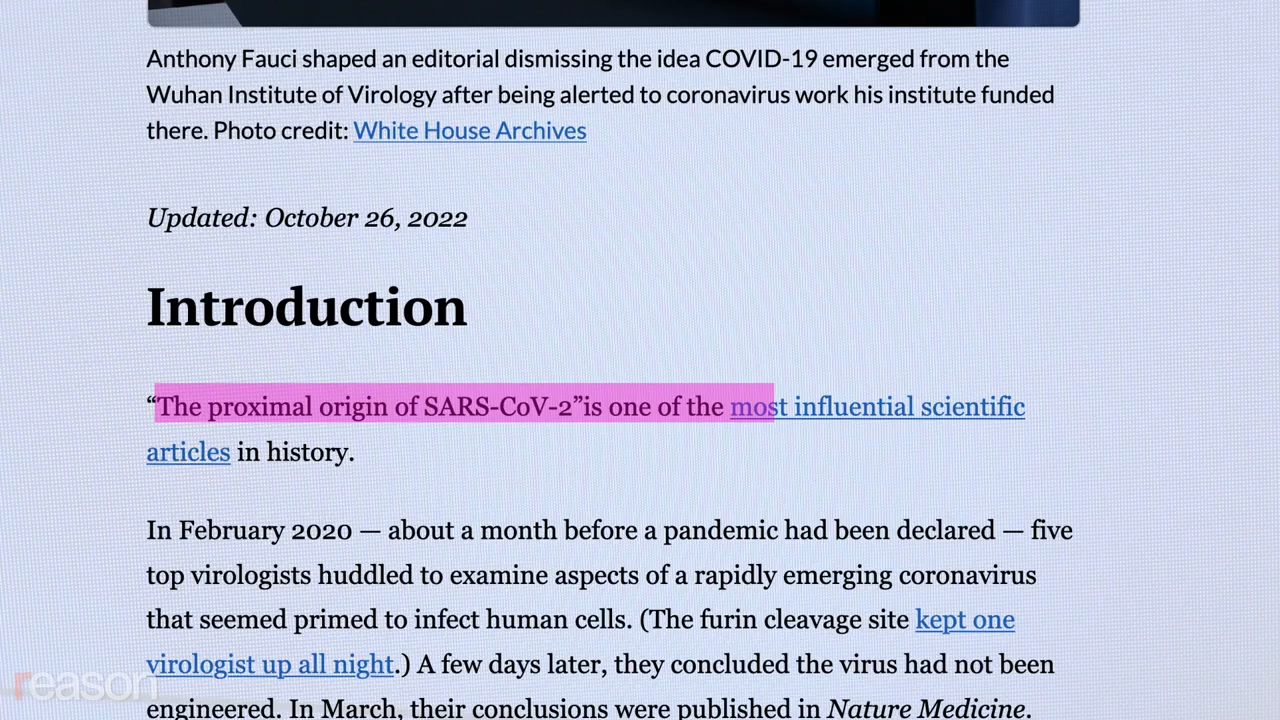 Anthony Fauci shaped an editorial dismissing the idea COVID-19 emerged from the
Wuhan Institute of Virology after being alerted to coronavirus work his institute funded
there. Photo credit: White House Archives
Updated: October 26, 2022
Introduction
“The proximal origin of SARS-CoV-2”is one of the most influential scientific
articles in history.
In February 2020 — about a month before a pandemic had been declared — five
top virologists huddled to examine aspects of a rapidly emerging coronavirus
that seemed primed to infect human cells. (The furin cleavage site kept one
virologist up all night.) A few days later, they concluded the virus had not been
engineered. In March, their conclusions were published in Nature Medicine.
reason